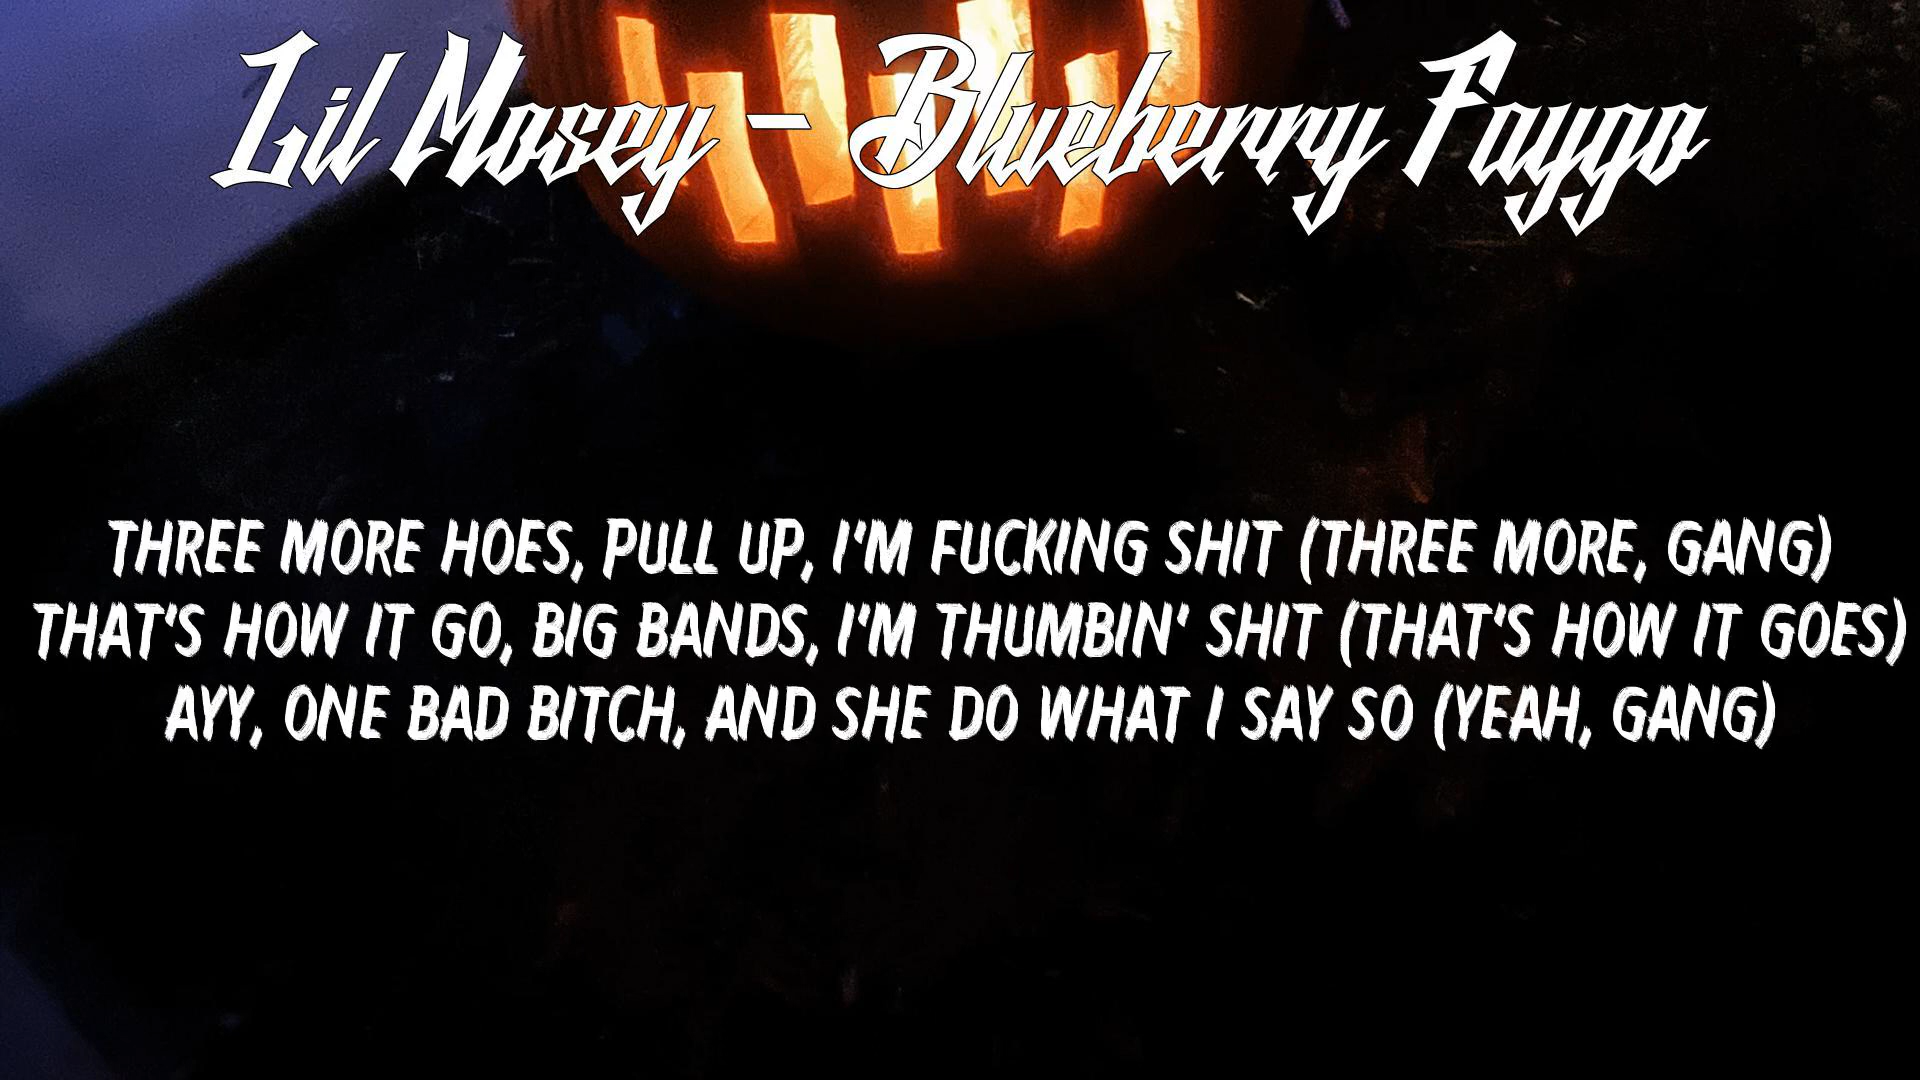 Lil Mosey - Blueberry Faygo
THREE MORE HOES, PULL UP, I'M FUCKING SHIT (THREE MORE, GANG)
THAT'S HOW IT GO, BIG BANDS, I'M THUMBIN' SHIT (THAT'S HOW IT GOES)
AYY, ONE BAD BITCH, AND SHE DO WHAT I SAY SO (YEAH, GANG)